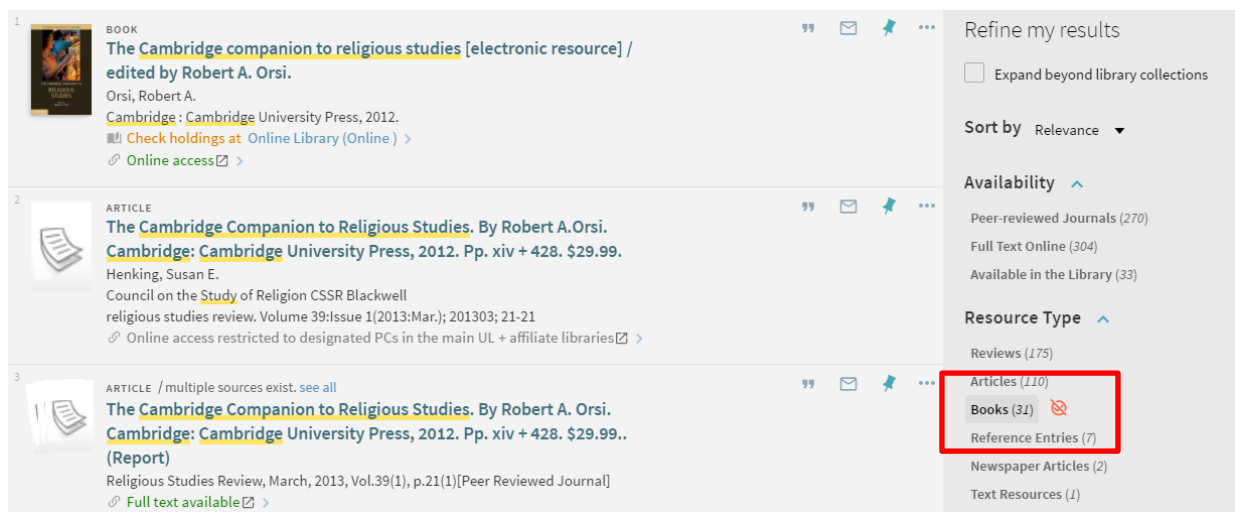 1
BOOK
The Cambridge companion to religious studies [electronic resource] /
edited by Robert A. Orsi.
Orsi, Robert A.
Cambridge : Cambridge University Press, 2012.
Check holdings at Online Library (Online ) >
Online access >
2
ARTICLE
The Cambridge Companion to Religious Studies. By Robert A.Orsi.
Cambridge: Cambridge University Press, 2012. Pp. xiv + 428. $29.99.
Henking, Susan E.
Council on the Study of Religion CSSR Blackwell
religious studies review. Volume 39:Issue 1(2013:Mar.); 201303; 21-21
Online access restricted to designated PCs in the main UL + affiliate libraries >
3
ARTICLE / multiple sources exist. see all
The Cambridge Companion to Religious Studies. By Robert A. Orsi.
Cambridge: Cambridge University Press, 2012. Pp. xiv + 428. $29.99..
(Report)
Religious Studies Review, March, 2013, Vol.39(1), p.21(1)[Peer Reviewed Journal]
Full text available >
Refine my results
Expand beyond library collections
Sort by Relevance
Availability
Peer-reviewed Journals (270)
Full Text Online (304)
Available in the Library (33)
Resource Type
Reviews (175)
Articles (110)
Books (31)
Reference Entries (7)
Newspaper Articles (2)
Text Resources (1)